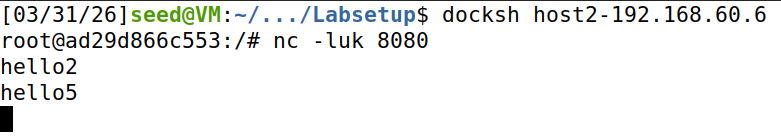 [03/31/26]seed@VM:~/.../Labsetup$ docksh host2-192.168.60.6
root@ad29d866c553:/# nc -luk 8080
hello2
hello5